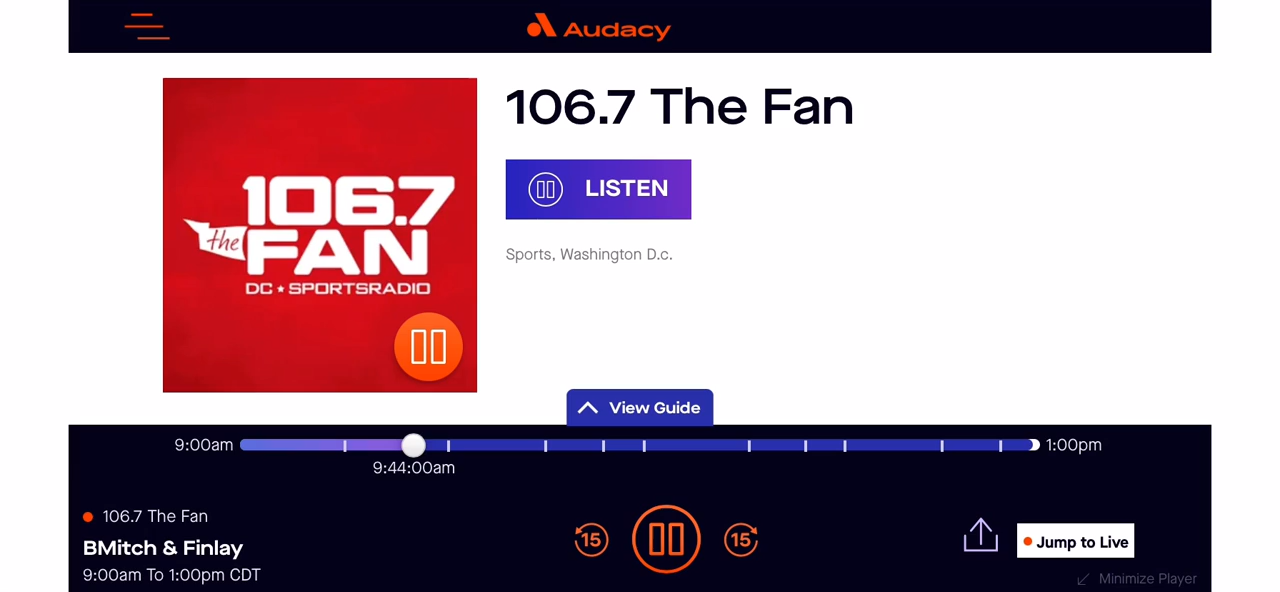 Audacy
106.7 The Fan
106.7
the
FAN
DC ★ SPORTSRADIO
LISTEN
Sports, Washington D.c.
View Guide
9:00am
1:00pm
9:44:00am
106.7 The Fan
BMitch & Finlay
9:00am To 1:00pm CDT
15
15
Jump to Live
Minimize Player